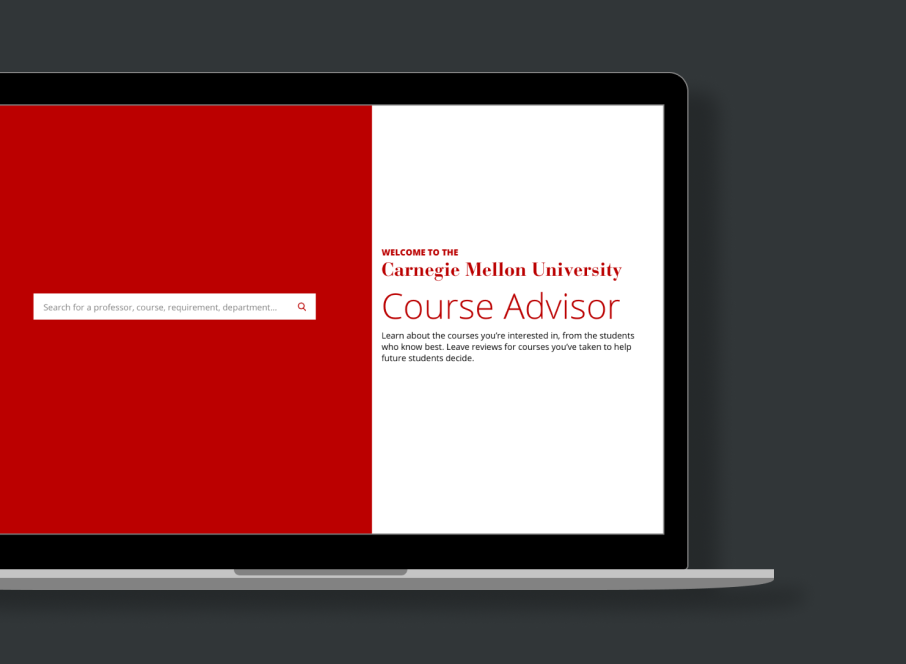 Search for a professor, course, requirement, department...
WELCOME TO THE
Carnegie Mellon University
Course Advisor
Learn about the courses you're interested in, from the students
who know best. Leave reviews for courses you've taken to help
future students decide.